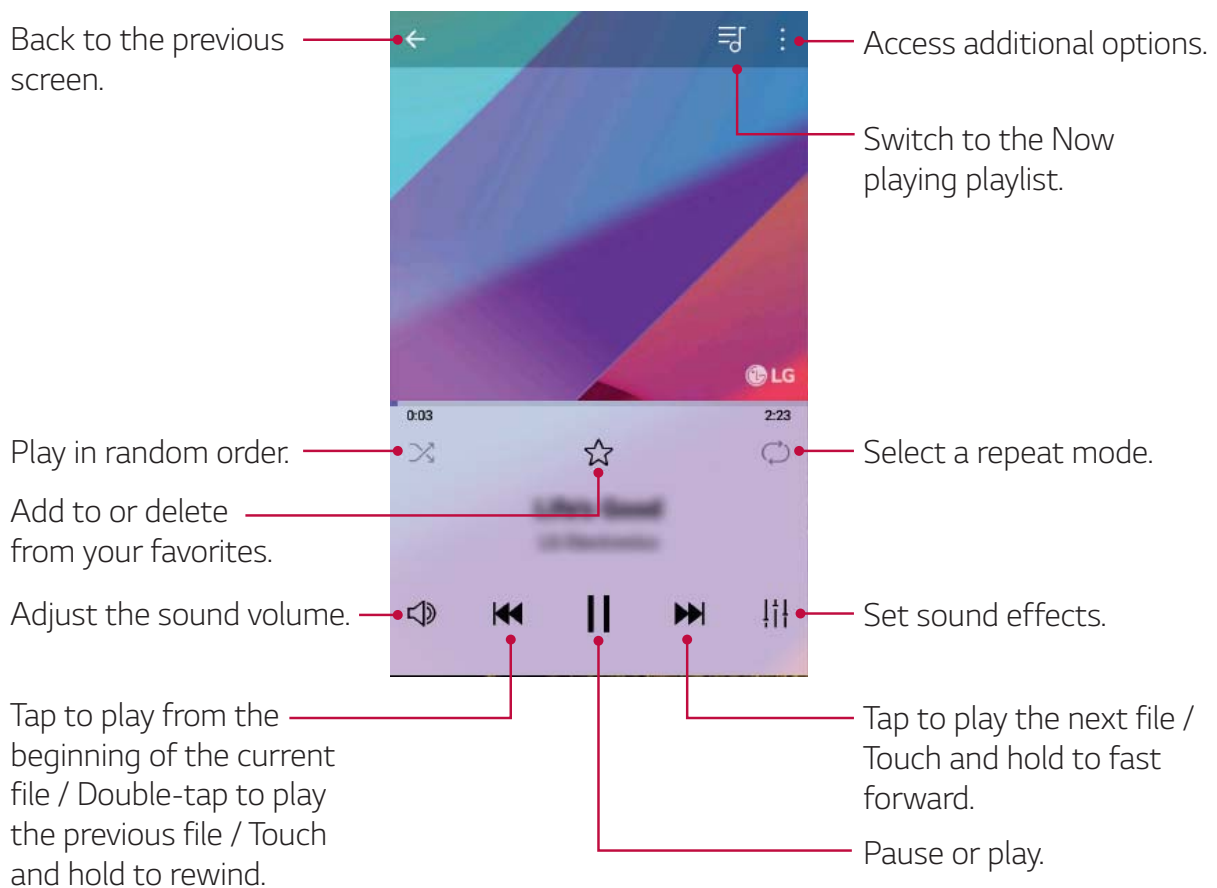 Back to the previous
screen.
Access additional options.
Switch to the Now
playing playlist.
LG
0:03
2:23
Play in random order.
Select a repeat mode.
Add to or delete
from your favorites.
Life's Good
LG Electronics
Adjust the sound volume.
Set sound effects.
Tap to play from the
beginning of the current
file / Double-tap to play
the previous file / Touch
and hold to rewind.
Tap to play the next file /
Touch and hold to fast
forward.
Pause or play.